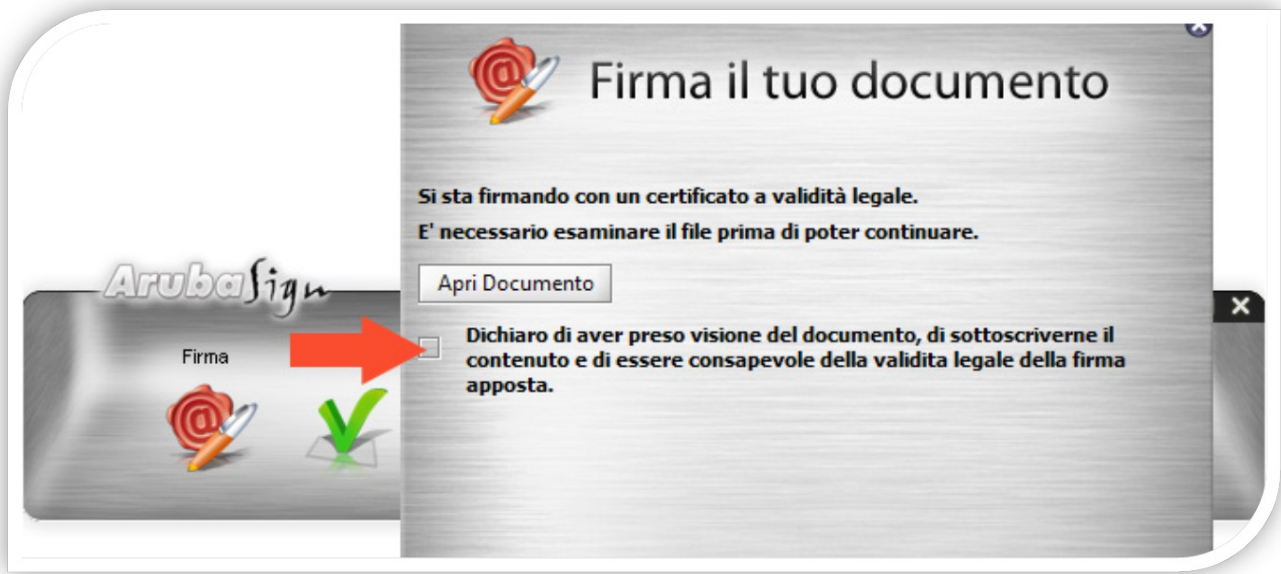 Firma il tuo documento
Si sta firmando con un certificato a validità legale.
E' necessario esaminare il file prima di poter continuare.
Apri Documento
Dichiaro di aver preso visione del documento, di sottoscriverne il
contenuto e di essere consapevole della validita legale della firma
apposta.
ArubaSign
Firma